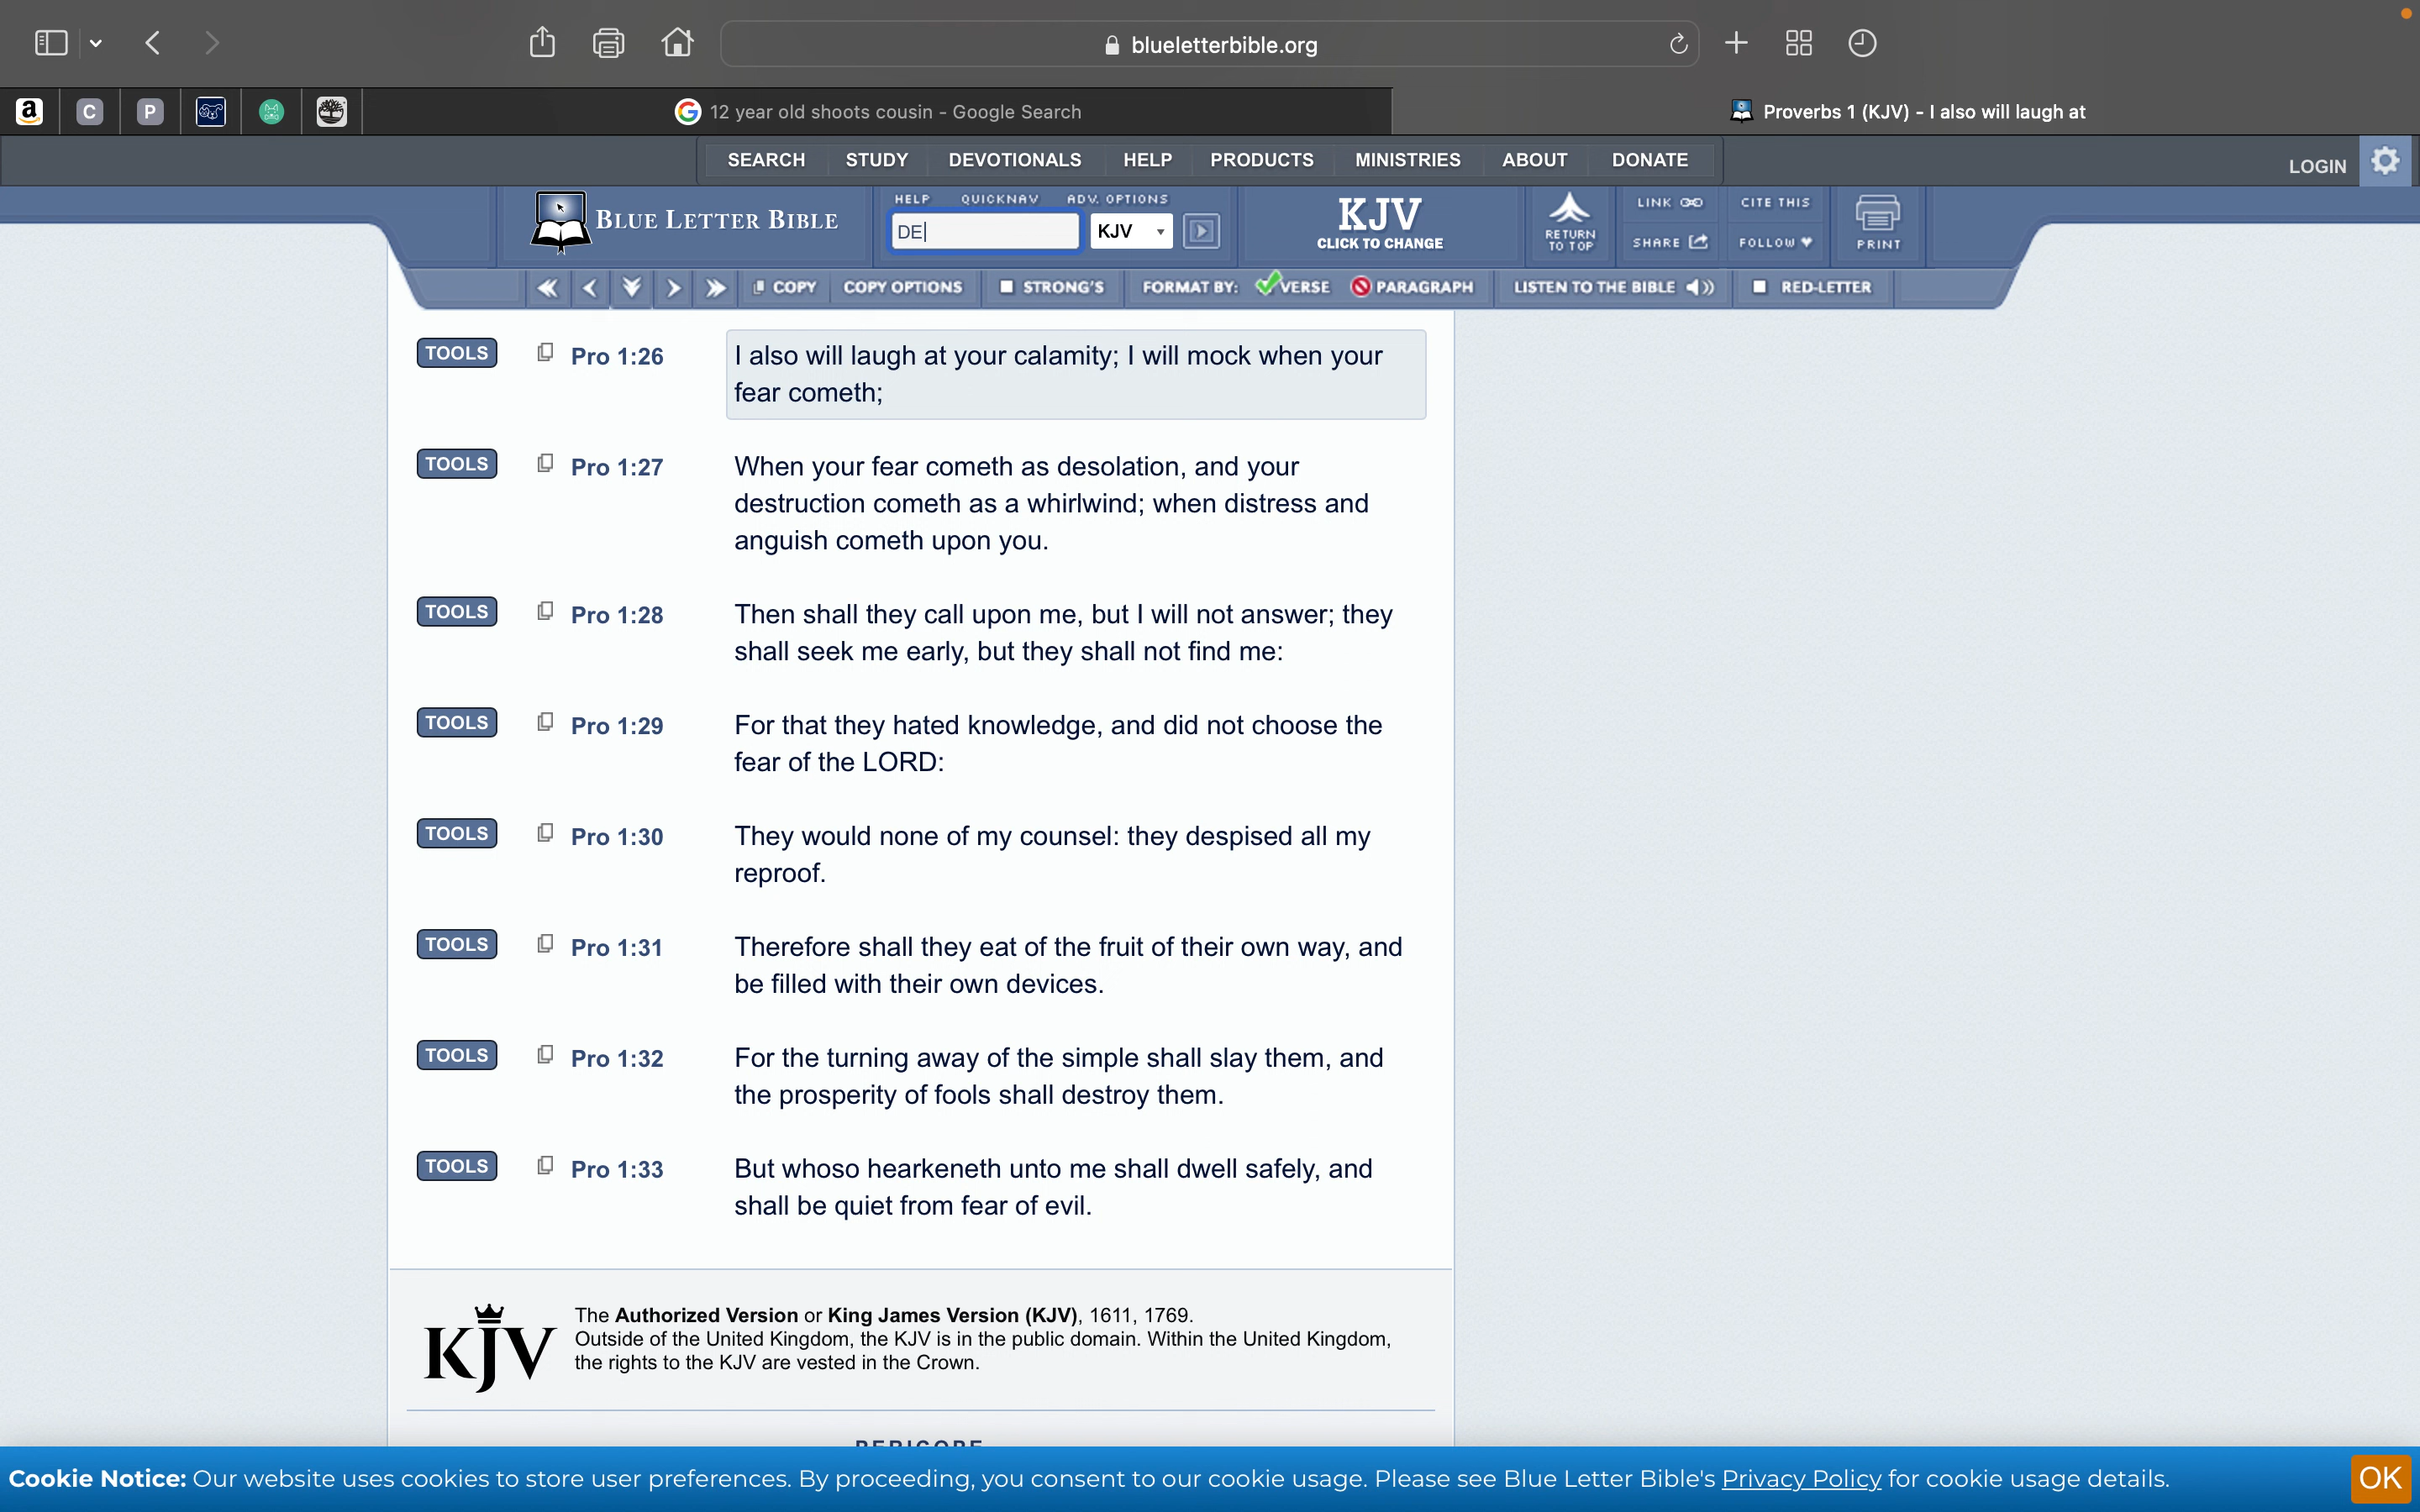 blueletterbible.org
a
C
P
12 year old shoots cousin - Google Search
Proverbs 1 (KJV) - I also will laugh at
SEARCH STUDY DEVOTIONALS HELP PRODUCTS MINISTRIES ABOUT DONATE
LOGIN
BLUE LETTER BIBLE
HELP QUICKNAV ADV. OPTIONS
DE
KJV
KJV
CLICK TO CHANGE
RETURN
TO TOP
LINK
SHARE
CITE THIS
FOLLOW
PRINT
COPY COPY OPTIONS STRONG'S FORMAT BY: VERSE PARAGRAPH LISTEN TO THE BIBLE RED-LETTER
TOOLS Pro 1:26 I also will laugh at your calamity; I will mock when your
fear cometh;
TOOLS Pro 1:27 When your fear cometh as desolation, and your
destruction cometh as a whirlwind; when distress and
anguish cometh upon you.
TOOLS Pro 1:28 Then shall they call upon me, but I will not answer; they
shall seek me early, but they shall not find me:
TOOLS Pro 1:29 For that they hated knowledge, and did not choose the
fear of the LORD:
TOOLS Pro 1:30 They would none of my counsel: they despised all my
reproof.
TOOLS Pro 1:31 Therefore shall they eat of the fruit of their own way, and
be filled with their own devices.
TOOLS Pro 1:32 For the turning away of the simple shall slay them, and
the prosperity of fools shall destroy them.
TOOLS Pro 1:33 But whoso hearkeneth unto me shall dwell safely, and
shall be quiet from fear of evil.
KJV
The Authorized Version or King James Version (KJV), 1611, 1769.
Outside of the United Kingdom, the KJV is in the public domain. Within the United Kingdom,
the rights to the KJV are vested in the Crown.
PERICOPE
Cookie Notice: Our website uses cookies to store user preferences. By proceeding, you consent to our cookie usage. Please see Blue Letter Bible's Privacy Policy for cookie usage details.
OK